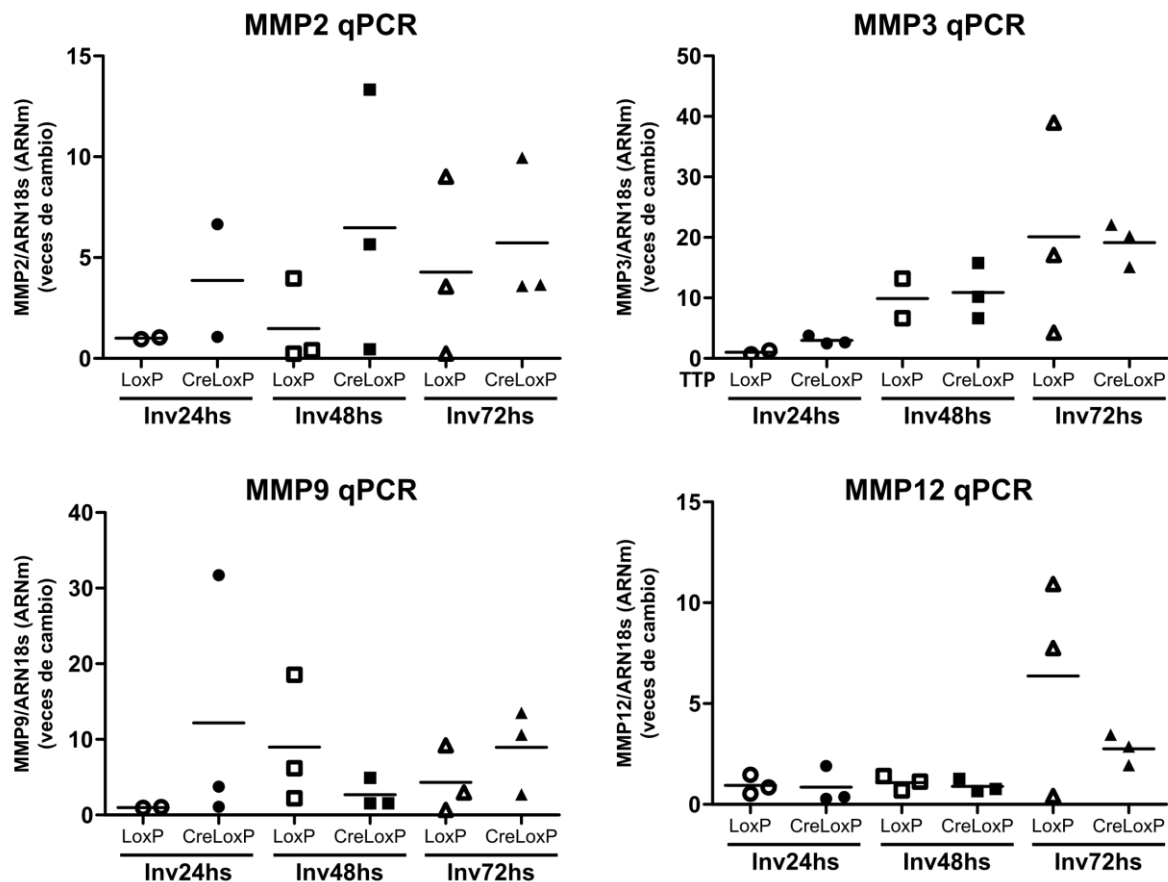 MMP2 qPCR
MMP2/ARN18s (ARNm)
(veces de cambio)
15
10
5
0
LoxP CreLoxP LoxP CreLoxP LoxP CreLoxP
Inv24hs Inv48hs Inv72hs
MMP3 qPCR
MMP3/ARN18s (ARNm)
(veces de cambio)
50
40
30
20
10
0
TTP LoxP CreLoxP LoxP CreLoxP LoxP CreLoxP
Inv24hs Inv48hs Inv72hs
MMP9 qPCR
MMP9/ARN18s (ARNm)
(veces de cambio)
40
30
20
10
0
LoxP CreLoxP LoxP CreLoxP LoxP CreLoxP
Inv24hs Inv48hs Inv72hs
MMP12 qPCR
MMP12/ARN18s (ARNm)
(veces de cambio)
15
10
5
0
LoxP CreLoxP LoxP CreLoxP LoxP CreLoxP
Inv24hs Inv48hs Inv72hs